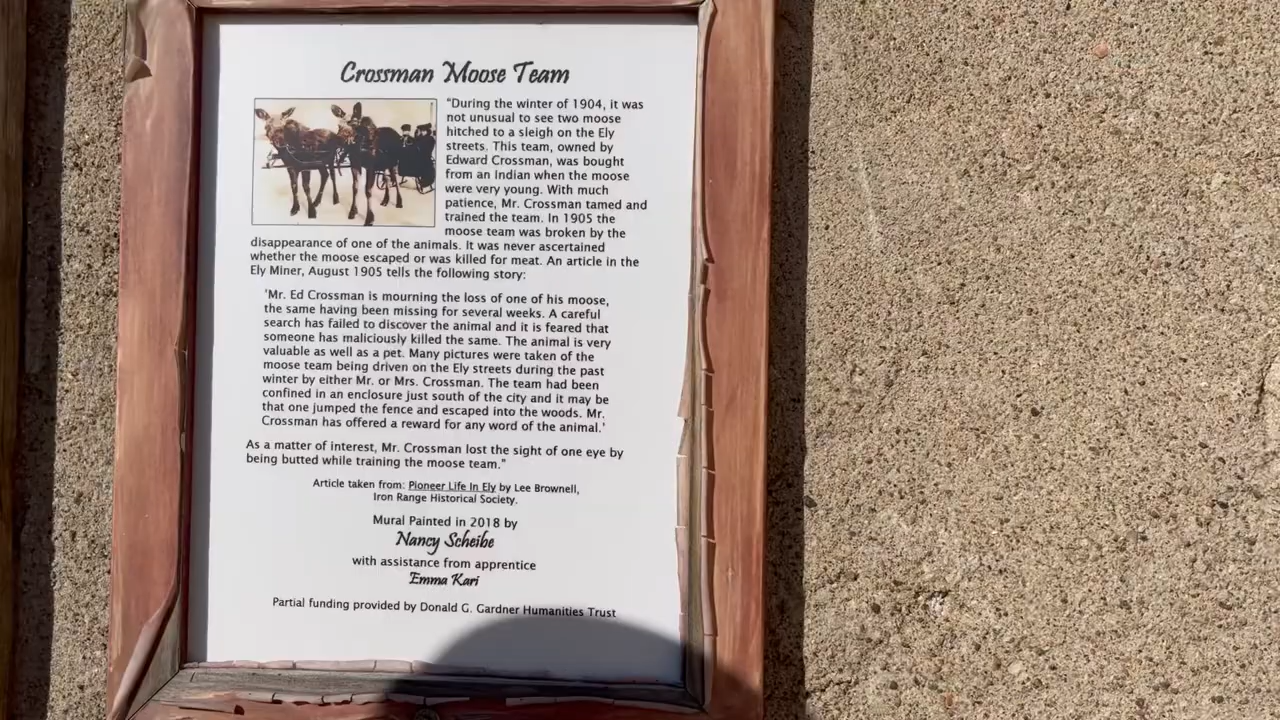 Crossman Moose Team
"During the winter of 1904, it was
not unusual to see two moose
hitched to a sleigh on the Ely
streets. This team, owned by
Edward Crossman, was bought
from an Indian when the moose
were very young. With much
patience, Mr. Crossman tamed and
trained the team. In 1905 the
moose team was broken by the
disappearance of one of the animals. It was never ascertained
whether the moose escaped or was killed for meat. An article in the
Ely Miner, August 1905 tells the following story:
'Mr. Ed Crossman is mourning the loss of one of his moose,
the same having been missing for several weeks. A careful
search has failed to discover the animal and it is feared that
someone has maliciously killed the same. The animal is very
valuable as well as a pet. Many pictures were taken of the
moose team being driven on the Ely streets during the past
winter by either Mr. or Mrs. Crossman. The team had been
confined in an enclosure just south of the city and it may be
that one jumped the fence and escaped into the woods. Mr.
Crossman has offered a reward for any word of the animal.'
As a matter of interest, Mr. Crossman lost the sight of one eye by
being butted while training the moose team."
Article taken from: Pioneer Life In Ely by Lee Brownell,
Iron Range Historical Society.
Mural Painted in 2018 by
Nancy Scheibe
with assistance from apprentice
Emma Kari
Partial funding provided by Donald G. Gardner Humanities Trust